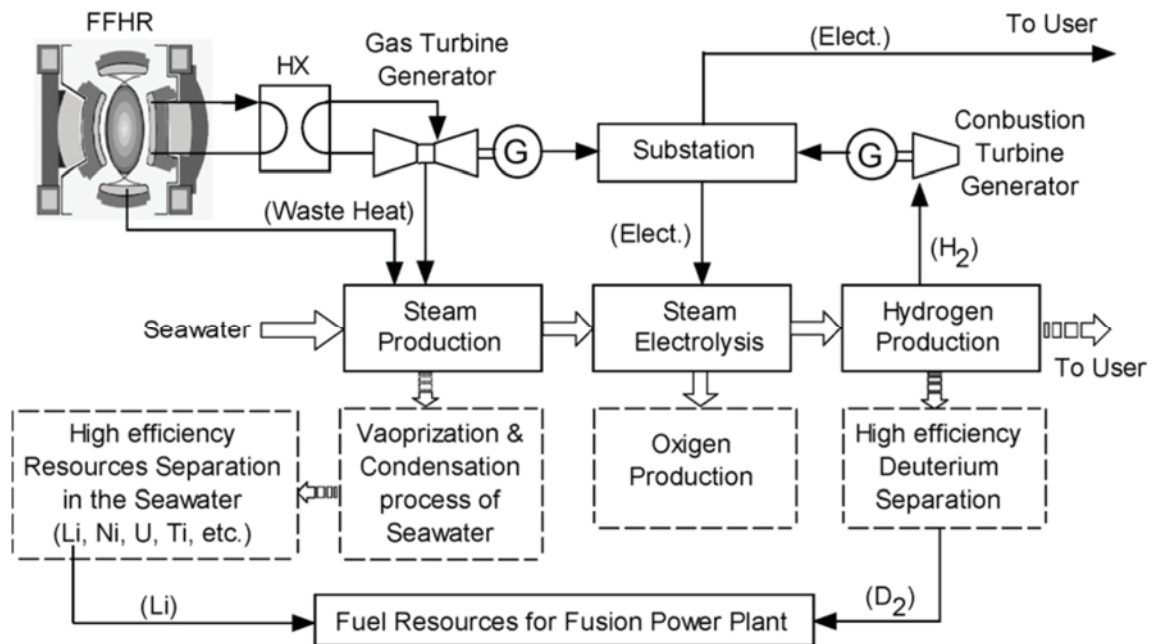 FFHR
HX
Gas Turbine
Generator
(Elect.)
To User
G
Substation
G
Conbustion
Turbine
Generator
(Waste Heat)
(Elect.)
(H2)
Seawater
Steam
Production
Steam
Electrolysis
Hydrogen
Production
To User
High efficiency
Resources Separation
in the Seawater
(Li, Ni, U, Ti, etc.)
Vaoprization &
Condensation
process of
Seawater
Oxigen
Production
High efficiency
Deuterium
Separation
(Li)
(D2)
Fuel Resources for Fusion Power Plant